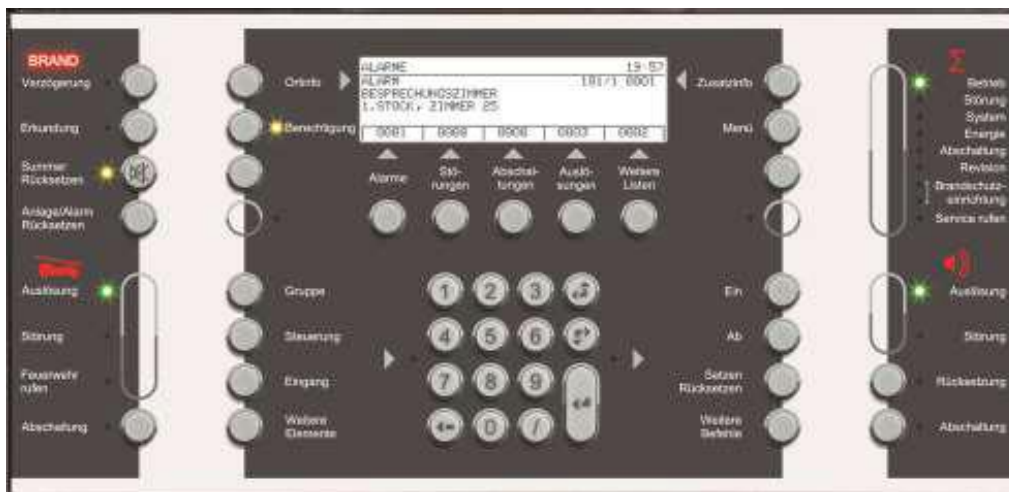 BRAND
Verzögerung
Erkundung
Summer
Rücksetzen
Anlage/Alarm
Rücksetzen
Auslösung
Störung
Feuerwehr
rufen
Abschaltung
Ortinfo
Berechtigung
ALARME 19:57
ALARM 101/1 0001
BESPRECHUNGSZIMMER
1.STOCK, ZIMMER 25
0001 0000 0000 0003 0002
Alarme
Stö-
rungen
Abschal-
tungen
Auslö-
sungen
Weitere
Listen
Zusatzinfo
Menü
Gruppe
Steuerung
Eingang
Weitere
Elemente
1 2 3
4 5 6
7 8 9
0 /
Ein
Ab
Setzen
Rücksetzen
Weitere
Befehle
Σ
Betrieb
Störung
System
Energie
Abschaltung
Revision
Brandschutz-
einrichtung
Service rufen
Auslösung
Störung
Rücksetzung
Abschaltung